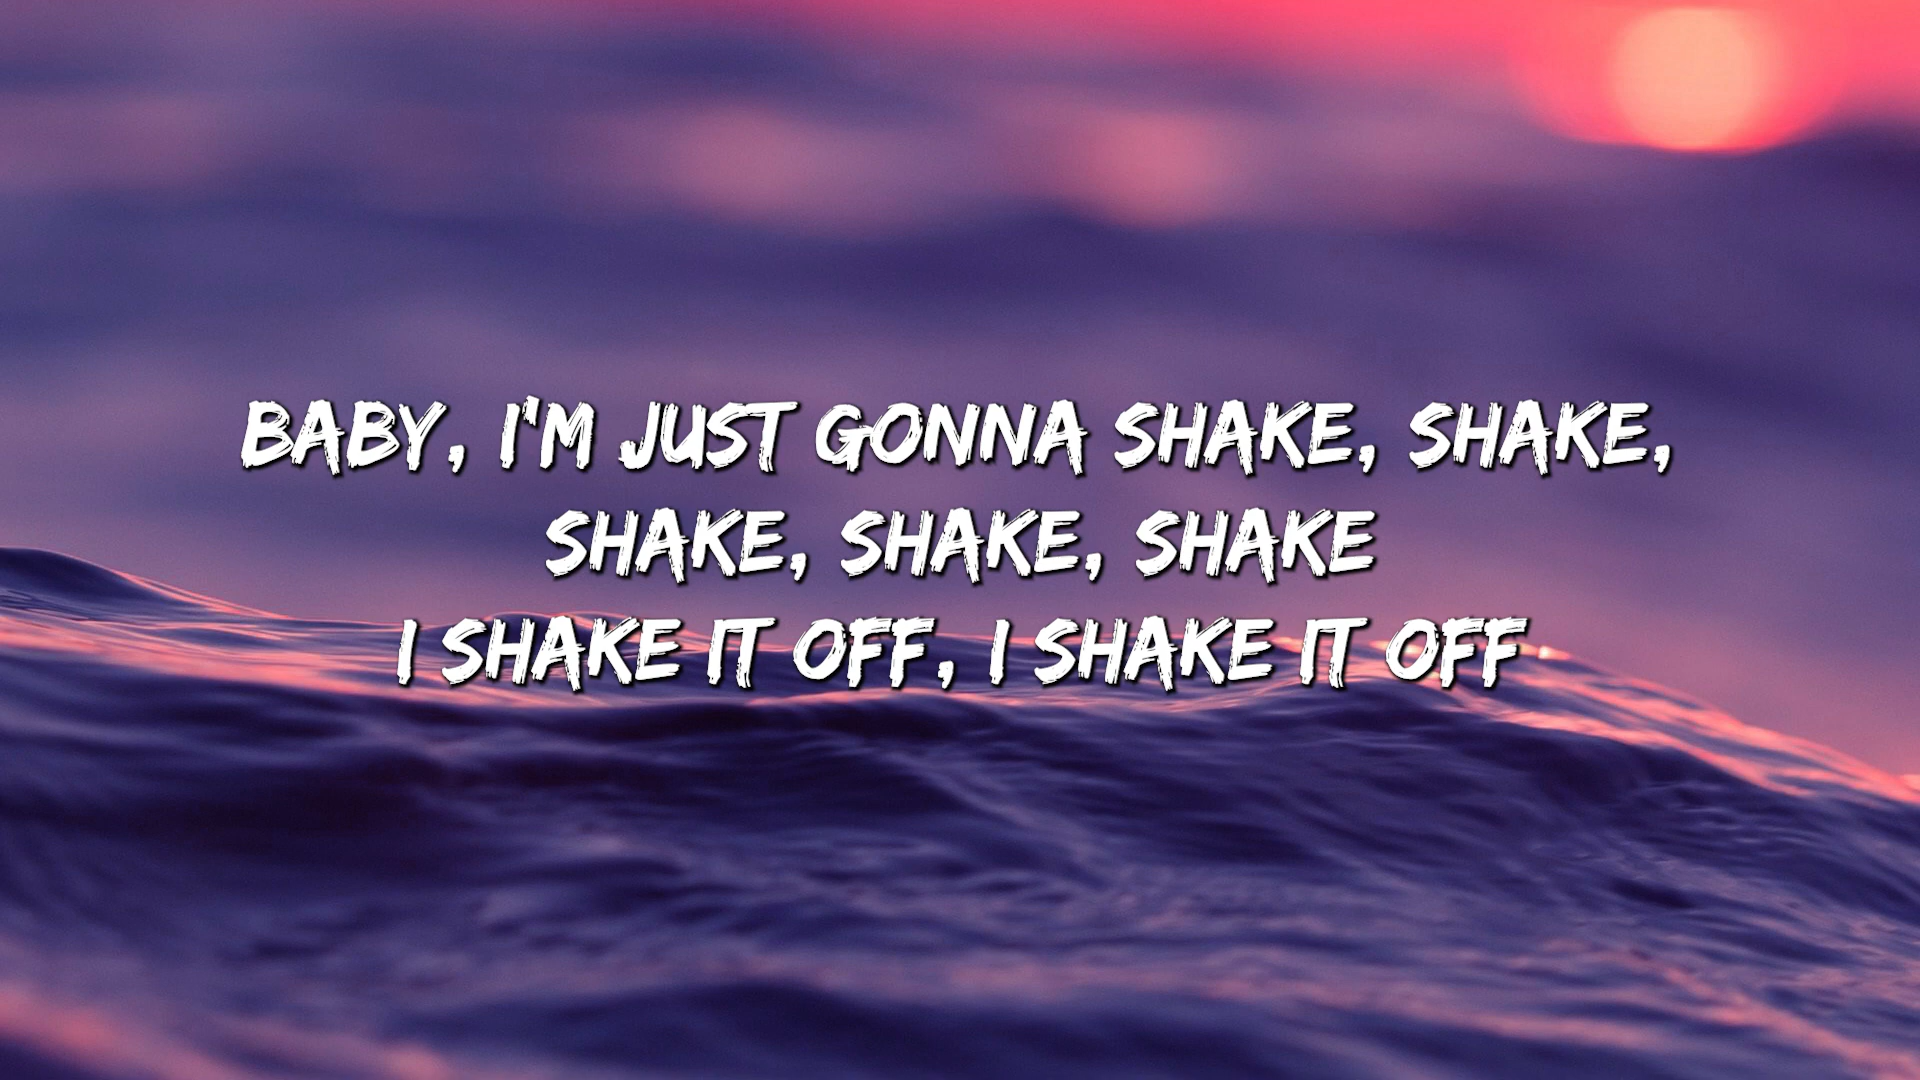 BABY, I'M JUST GONNA SHAKE, SHAKE,
SHAKE, SHAKE, SHAKE
I SHAKE IT OFF, I SHAKE IT OFF